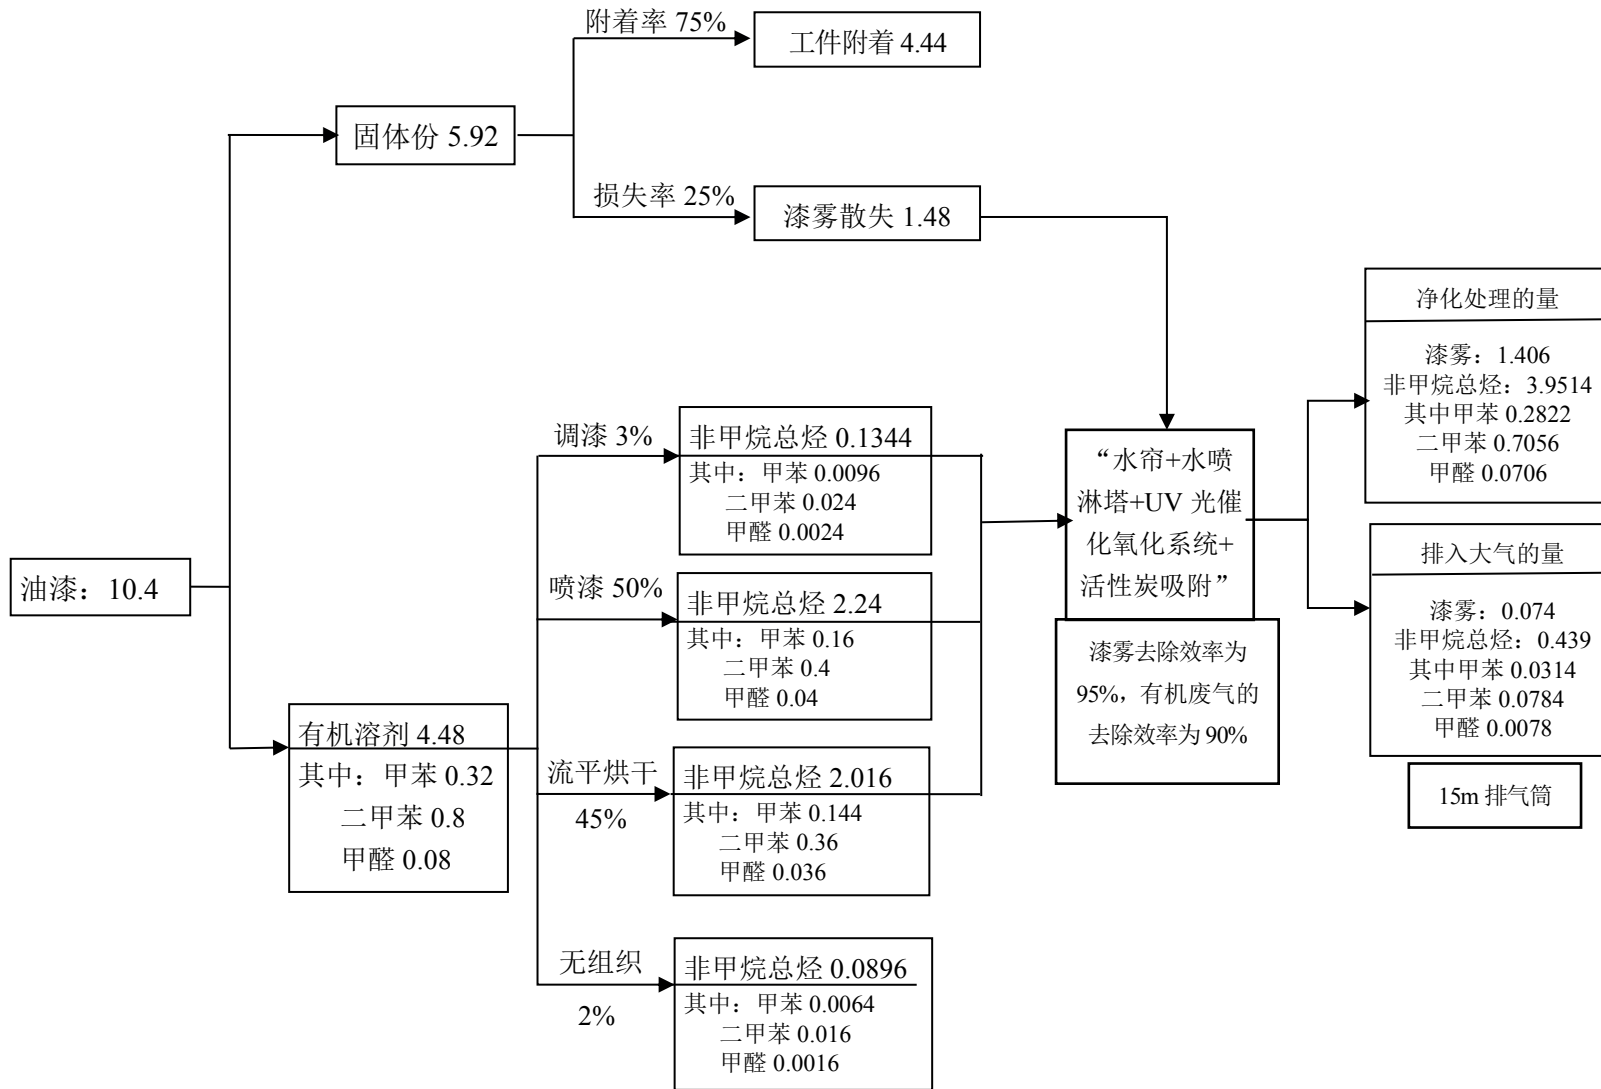 附着率 75%
工件附着 4.44
固体份 5.92
损失率 25%
漆雾散失 1.48
油漆：10.4
有机溶剂 4.48
其中：甲苯 0.32
二甲苯 0.8
甲醛 0.08
调漆 3%
非甲烷总烃 0.1344
其中：甲苯 0.0096
二甲苯 0.024
甲醛 0.0024
喷漆 50%
非甲烷总烃 2.24
其中：甲苯 0.16
二甲苯 0.4
甲醛 0.04
流平烘干
45%
非甲烷总烃 2.016
其中：甲苯 0.144
二甲苯 0.36
甲醛 0.036
无组织
2%
非甲烷总烃 0.0896
其中：甲苯 0.0064
二甲苯 0.016
甲醛 0.0016
“水帘+水喷
淋塔+UV 光催
化氧化系统+
活性炭吸附”
漆雾去除效率为
95%，有机废气的
去除效率为 90%
净化处理的量
漆雾：1.406
非甲烷总烃：3.9514
其中甲苯 0.2822
二甲苯 0.7056
甲醛 0.0706
排入大气的量
漆雾：0.074
非甲烷总烃：0.439
其中甲苯 0.0314
二甲苯 0.0784
甲醛 0.0078
15m 排气筒